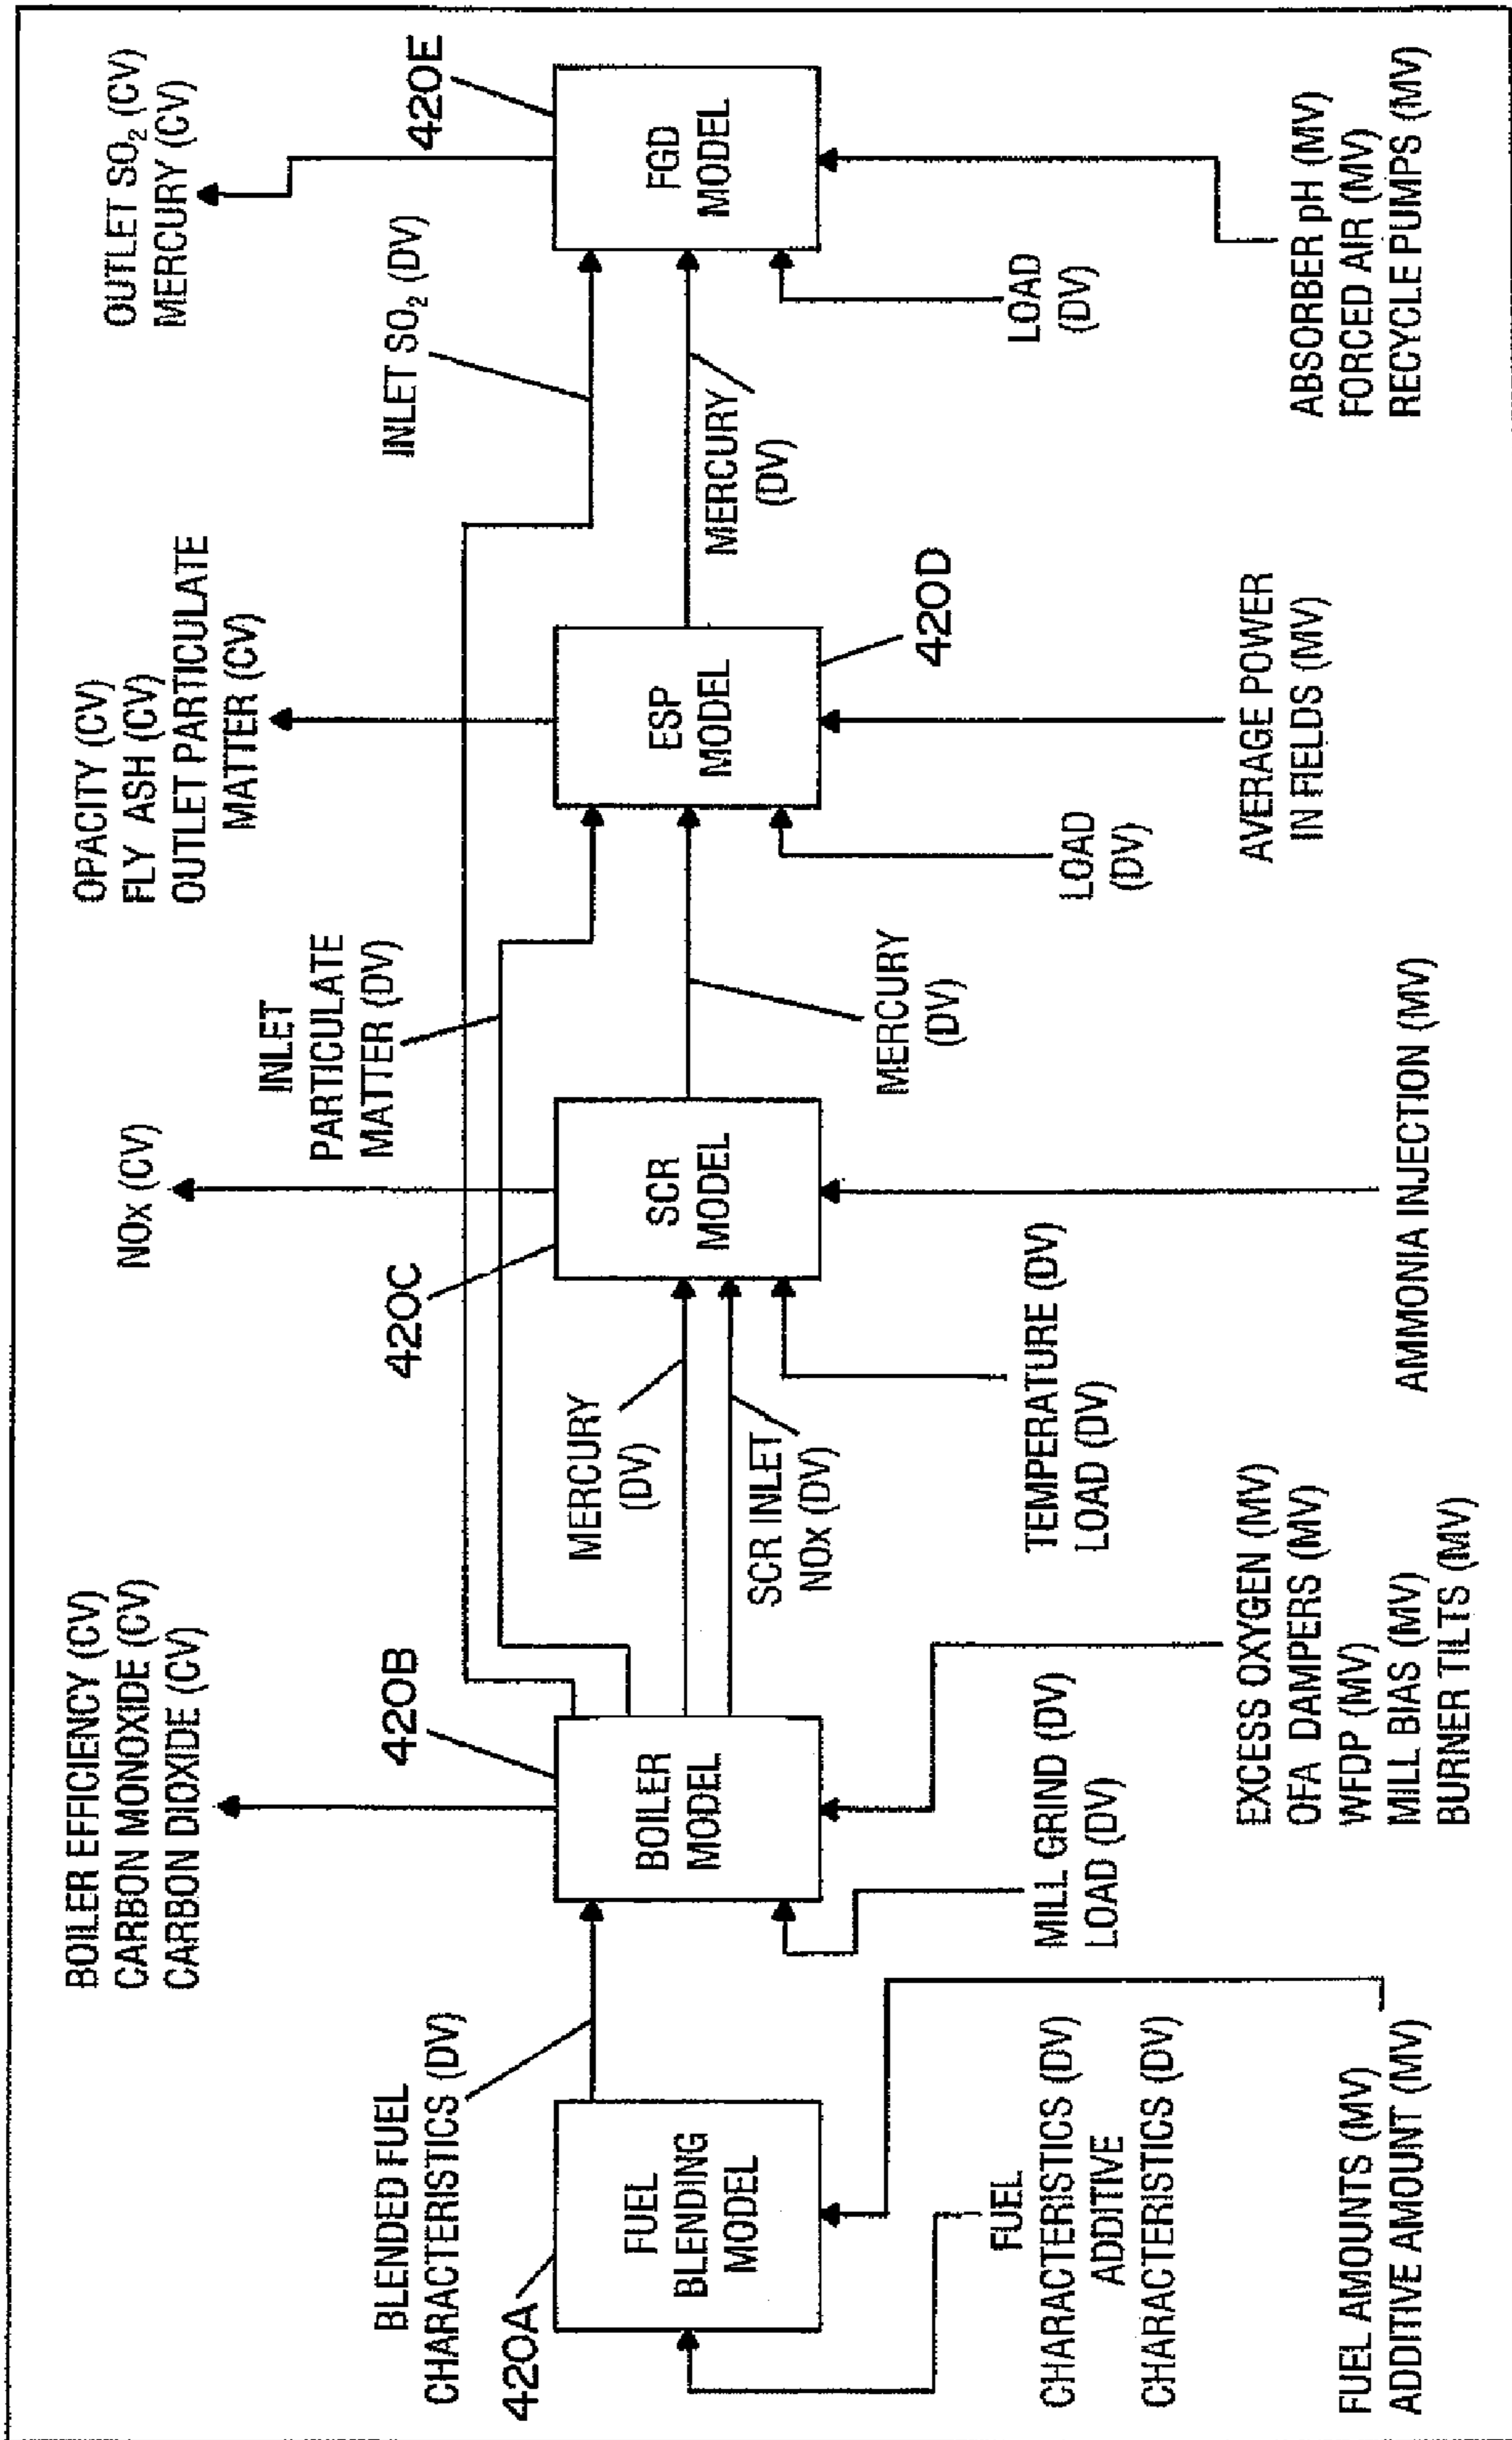 BOILER EFFICIENCY (CV)
CARBON MONOXIDE (CV)
CARBON DIOXIDE (CV)
NOx (CV)
OPACITY (CV)
FLY ASH (CV)
OUTLET PARTICULATE
MATTER (CV)
OUTLET SO₂ (CV)
MERCURY (CV)
BLENDED FUEL
CHARACTERISTICS (DV)
420B
420C
INLET
PARTICULATE
MATTER (DV)
INLET SO₂ (DV)
420E
420A
FUEL
BLENDING
MODEL
BOILER
MODEL
MERCURY
(DV)
SCR INLET
NOx (DV)
SCR
MODEL
MERCURY
(DV)
ESP
MODEL
420D
MERCURY
(DV)
FGD
MODEL
FUEL
CHARACTERISTICS (DV)
ADDITIVE
CHARACTERISTICS (DV)
MILL GRIND (DV)
LOAD (DV)
TEMPERATURE (DV)
LOAD (DV)
LOAD
(DV)
LOAD
(DV)
FUEL AMOUNTS (MV)
ADDITIVE AMOUNT (MV)
EXCESS OXYGEN (MV)
OFA DAMPERS (MV)
WFDP (MV)
MILL BIAS (MV)
BURNER TILTS (MV)
AMMONIA INJECTION (MV)
AVERAGE POWER
IN FIELDS (MV)
ABSORBER pH (MV)
FORCED AIR (MV)
RECYCLE PUMPS (MV)